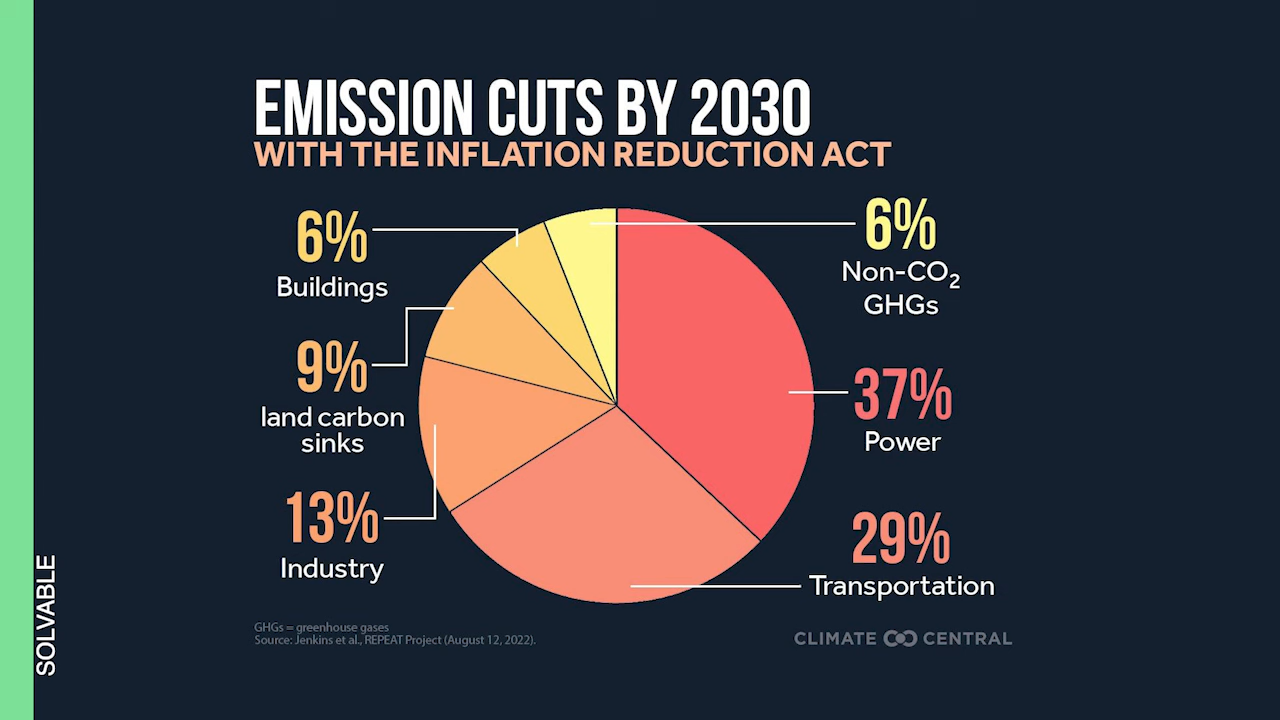 EMISSION CUTS BY 2030
WITH THE INFLATION REDUCTION ACT
6%
Buildings
9%
land carbon
sinks
13%
Industry
6%
Non-CO₂
GHGs
37%
Power
29%
Transportation
GHGs = greenhouse gases
Source: Jenkins et al., REPEAT Project (August 12, 2022).
CLIMATE CENTRAL
SOLVABLE